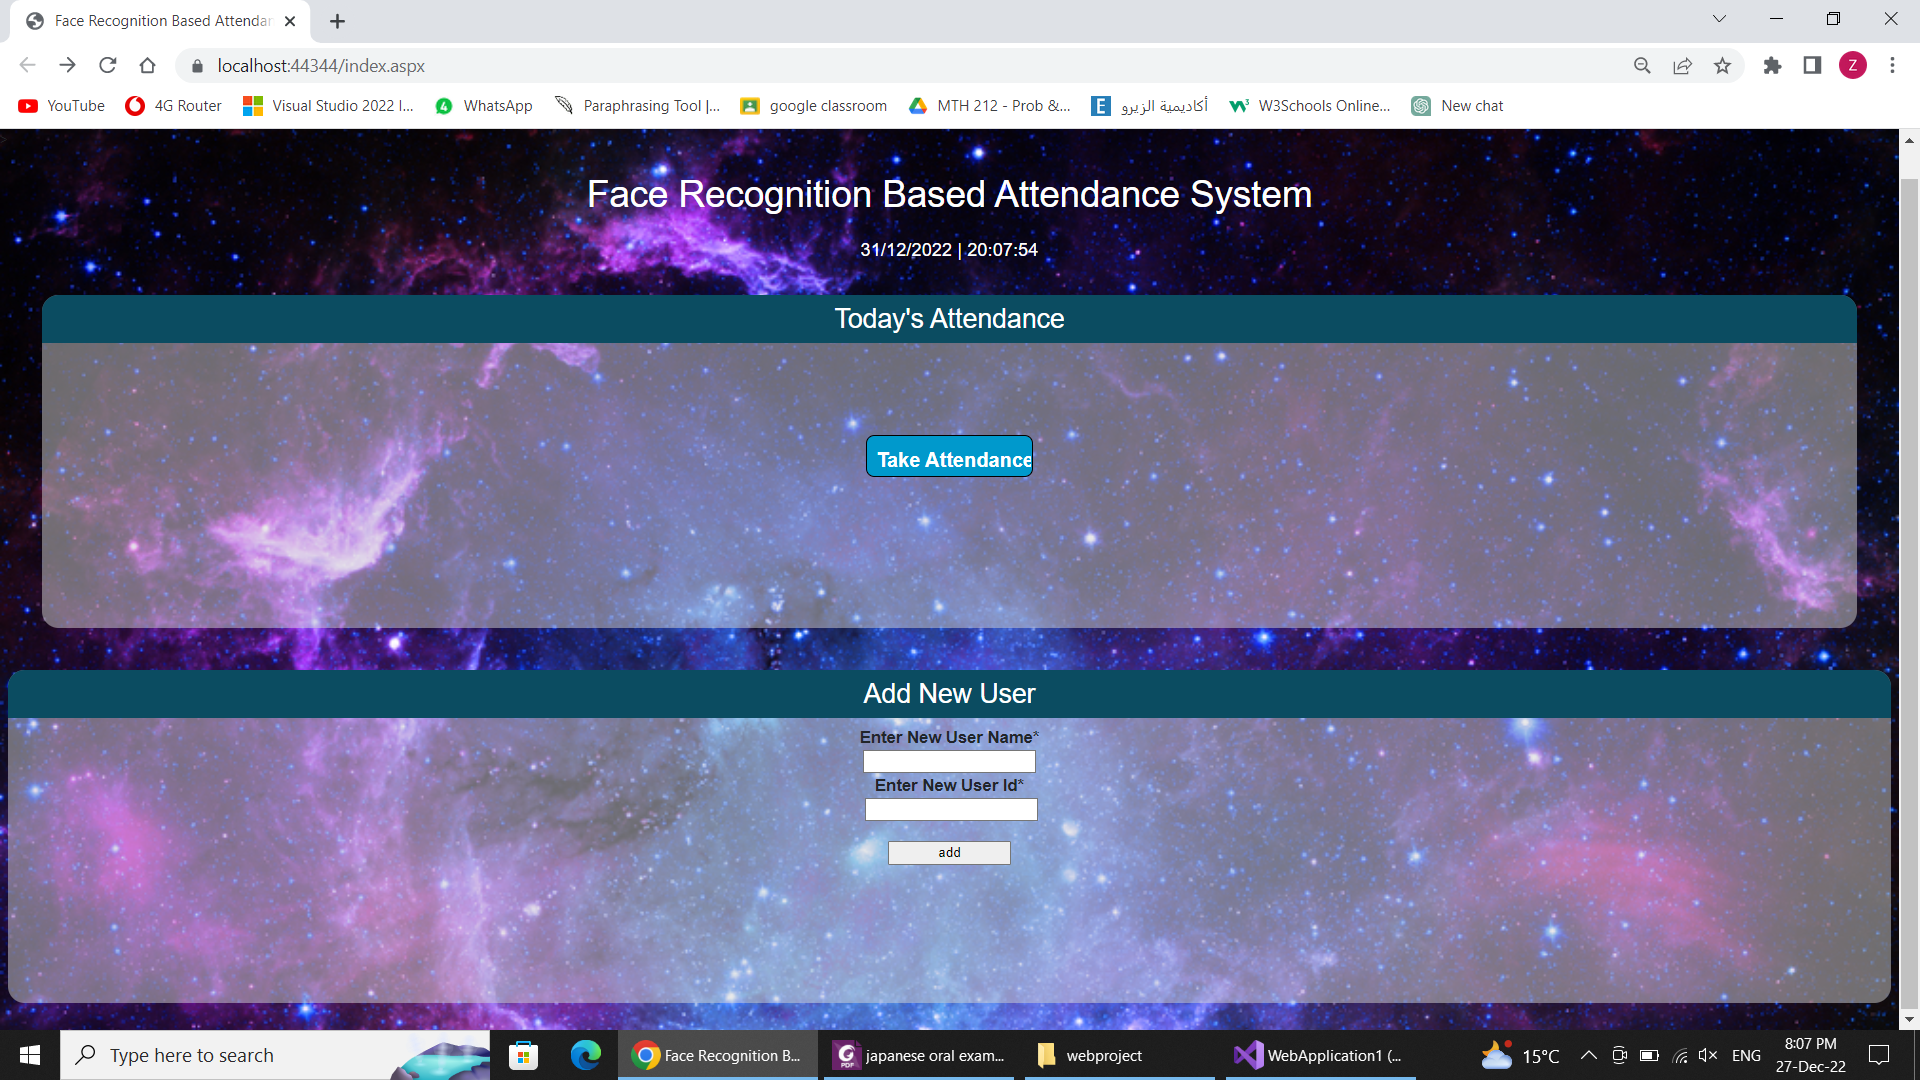 Face Recognition Based Attendan
localhost:44344/index.aspx
Z
YouTube
4G Router
Visual Studio 2022 I...
4
WhatsApp
Paraphrasing Tool |...
google classroom
MTH 212 - Prob &...
E
أكاديمية الزيرو
W3Schools Online...
New chat
Face Recognition Based Attendance System
31/12/2022 | 20:07:54
Today's Attendance
Take Attendance
Add New User
Enter New User Name*
Enter New User Id*
add
Type here to search
Face Recognition B...
PDF
japanese oral exam...
webproject
WebApplication1 (...
15°C
ENG
8:07 PM
27-Dec-22